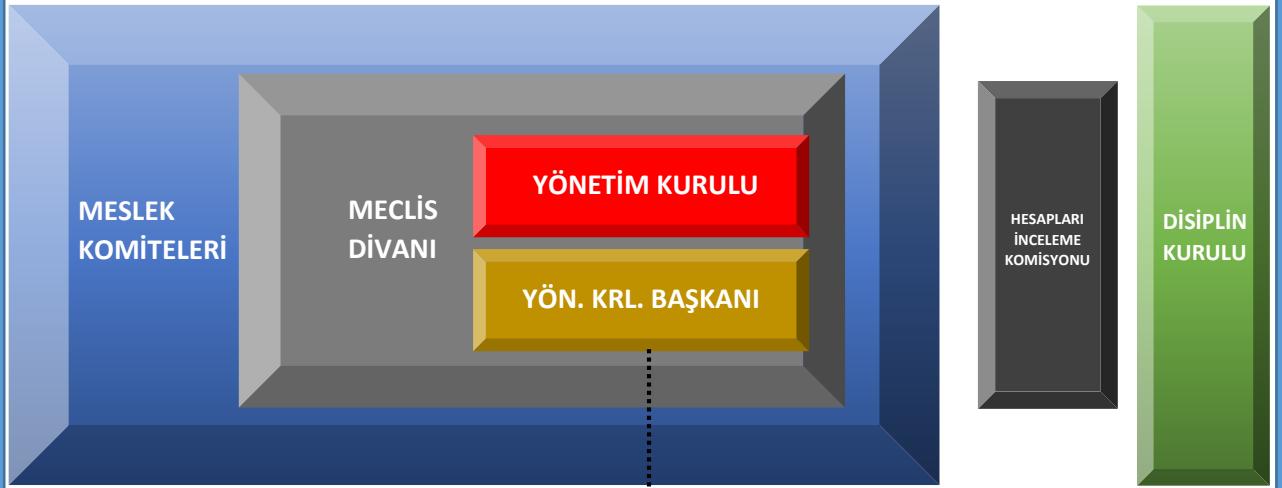 MESLEK
KOMİTELERİ
MECLİS
DİVANI
YÖNETİM KURULU
YÖN. KRL. BAŞKANI
HESAPLARI
İNCELEME
KOMİSYONU
DİSİPLİN
KURULU